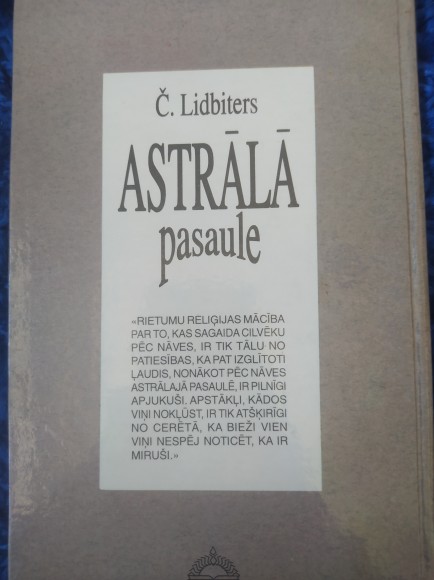 Č. Lidbiters
ASTRĀLĀ
pasaule
«RIETUMU RELIĢIJAS MĀCĪBA
PAR TO, KAS SAGAIDA CILVĒKU
PĒC NĀVES, IR TIK TĀLU NO
PATIESĪBAS, KA PAT IZGLĪTOTI
ĻAUDIS, NONĀKOT PĒC NĀVES
ASTRĀLAJĀ PASAULĒ, IR PILNĪGI
APJUKUŠI. APSTĀKĻI, KĀDOS
VIŅI NOKĻŪST, IR TIK ATŠĶIRĪGI
NO CERĒTĀ, KA BIEŽI VIEN
VIŅI NESPĒJ NOTICĒT, KA IR
MIRUŠI.»